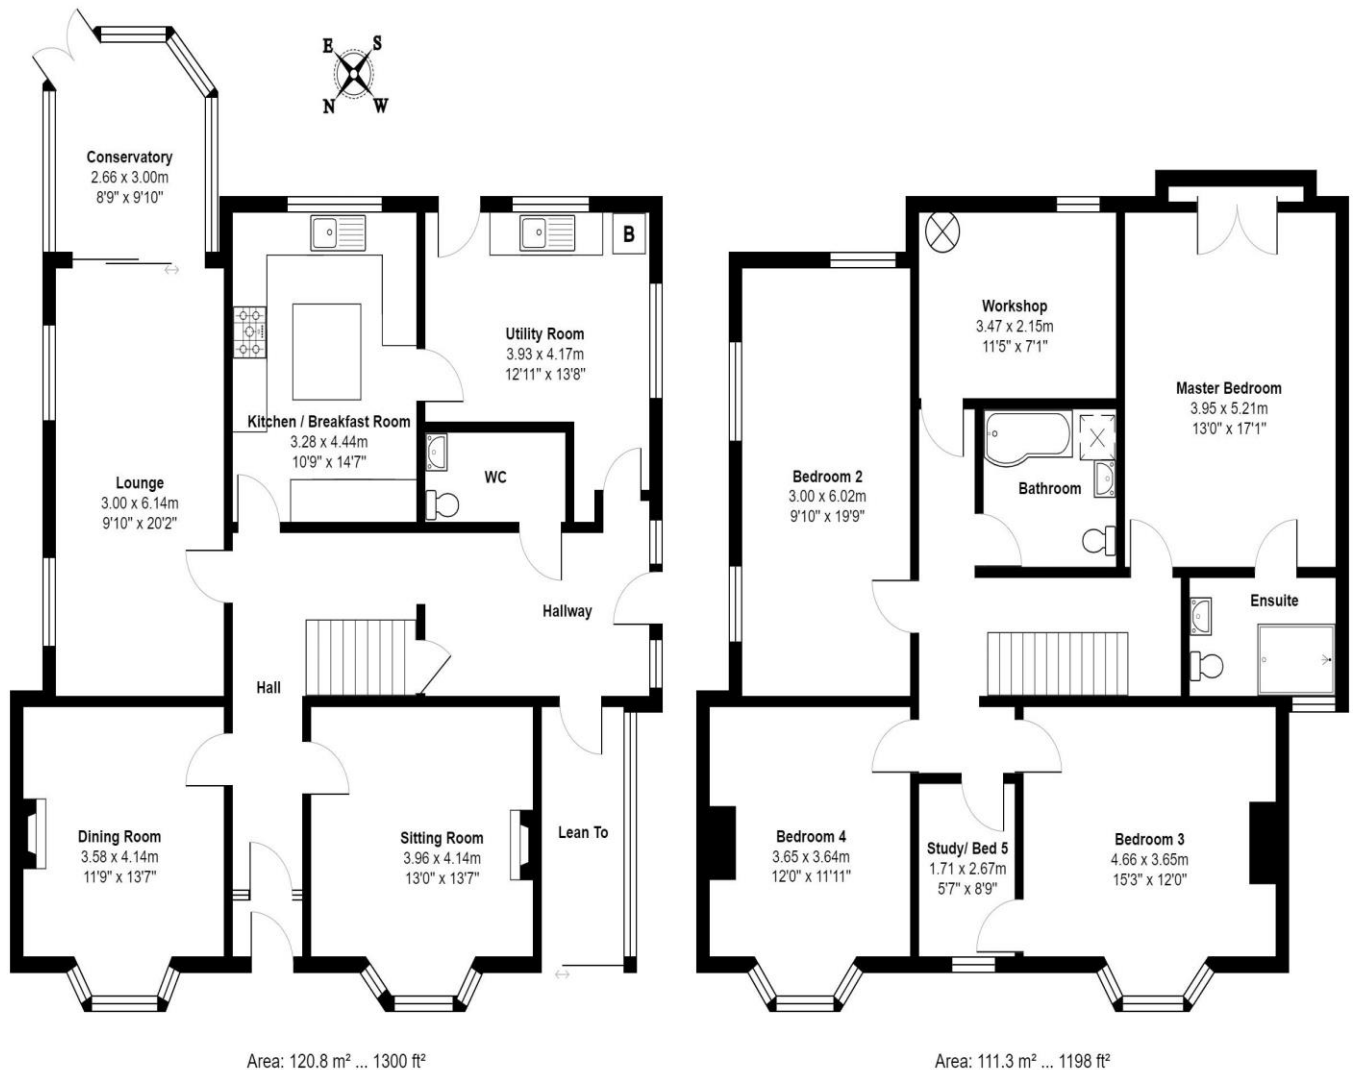 E S
N W
Conservatory
2.66 x 3.00m
8'9" x 9'10"
B
Utility Room
3.93 x 4.17m
12'11" x 13'8"
Kitchen / Breakfast Room
3.28 x 4.44m
10'9" x 14'7"
Lounge
3.00 x 6.14m
9'10" x 20'2"
WC
Hallway
Hall
Dining Room
3.58 x 4.14m
11'9" x 13'7"
Sitting Room
3.96 x 4.14m
13'0" x 13'7"
Lean To
Area: 120.8 m² ... 1300 ft²
Workshop
3.47 x 2.15m
11'5" x 7'1"
Master Bedroom
3.95 x 5.21m
13'0" x 17'1"
Bedroom 2
3.00 x 6.02m
9'10" x 19'9"
Bathroom
Ensuite
Bedroom 4
3.65 x 3.64m
12'0" x 11'11"
Study/ Bed 5
1.71 x 2.67m
5'7" x 8'9"
Bedroom 3
4.66 x 3.65m
15'3" x 12'0"
Area: 111.3 m² ... 1198 ft²